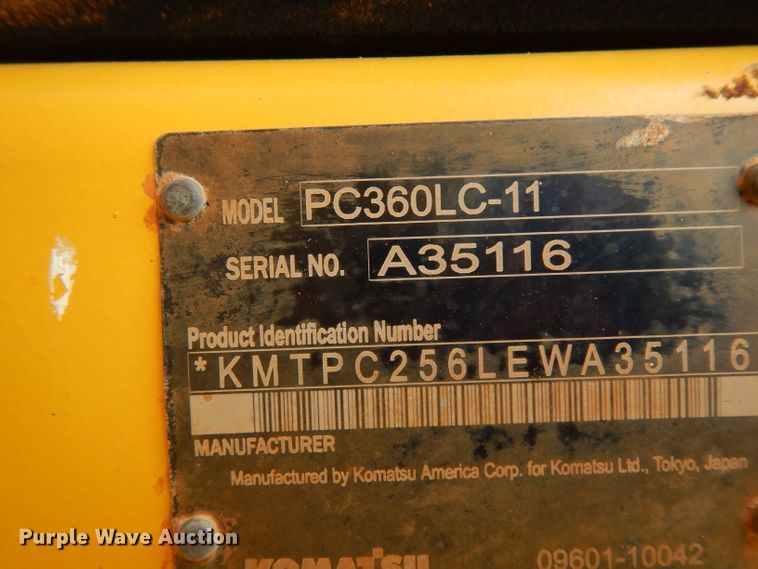 MODEL PC360LC-11
SERIAL NO. A35116
Product Identification Number
*KMTPC256LEWA35116
MANUFACTURER
Manufactured by Komatsu America Corp. for Komatsu Ltd., Tokyo, Japan
KOMATSU 09601-10042
Purple Wave Auction